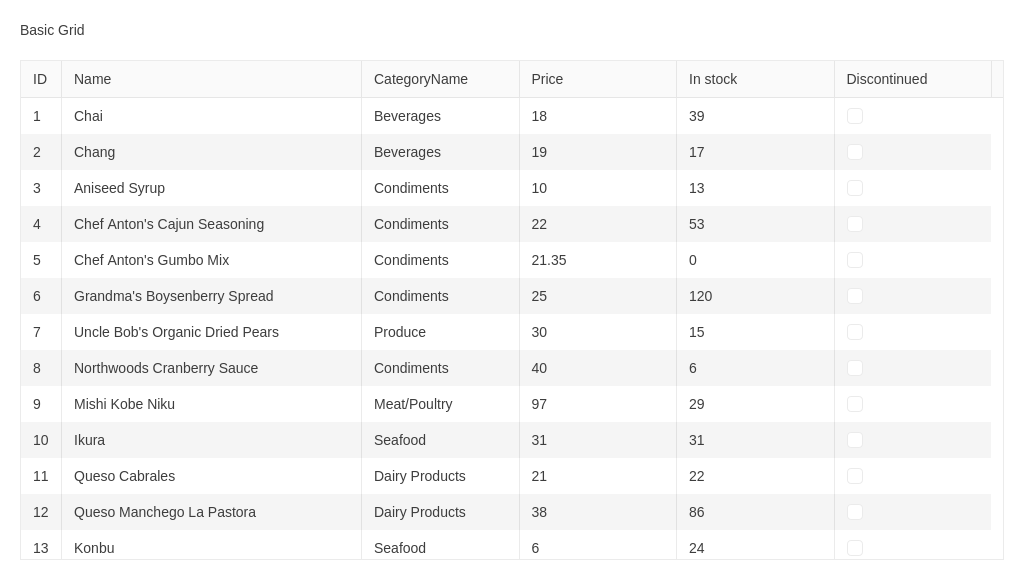 Basic Grid
ID Name CategoryName Price In stock Discontinued
1 Chai Beverages 18 39
2 Chang Beverages 19 17
3 Aniseed Syrup Condiments 10 13
4 Chef Anton's Cajun Seasoning Condiments 22 53
5 Chef Anton's Gumbo Mix Condiments 21.35 0
6 Grandma's Boysenberry Spread Condiments 25 120
7 Uncle Bob's Organic Dried Pears Produce 30 15
8 Northwoods Cranberry Sauce Condiments 40 6
9 Mishi Kobe Niku Meat/Poultry 97 29
10 Ikura Seafood 31 31
11 Queso Cabrales Dairy Products 21 22
12 Queso Manchego La Pastora Dairy Products 38 86
13 Konbu Seafood 6 24